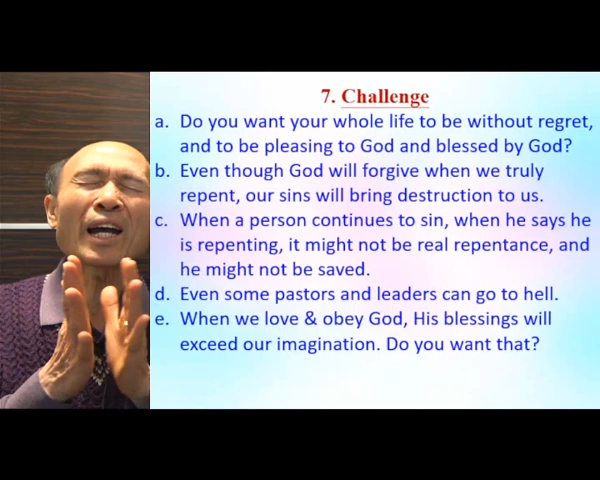 7. Challenge
a. Do you want your whole life to be without regret,
and to be pleasing to God and blessed by God?
b. Even though God will forgive when we truly
repent, our sins will bring destruction to us.
c. When a person continues to sin, when he says he
is repenting, it might not be real repentance, and
he might not be saved.
d. Even some pastors and leaders can go to hell.
e. When we love & obey God, His blessings will
exceed our imagination. Do you want that?